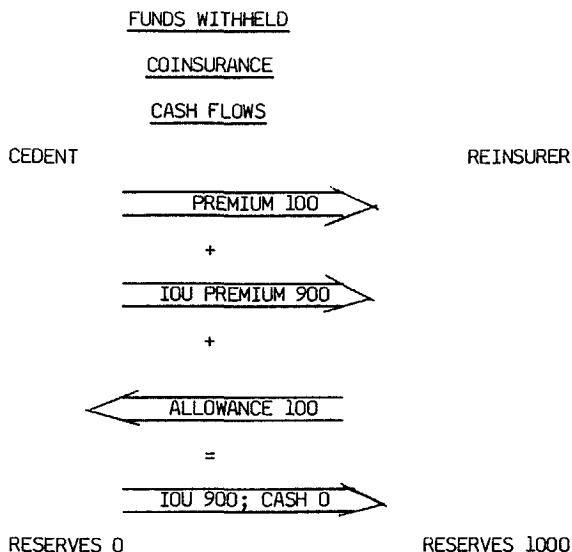 FUNDS WITHHELD
COINSURANCE
CASH FLOWS
CEDENT REINSURER
PREMIUM 100
+
IOU PREMIUM 900
+
ALLOWANCE 100
=
IOU 900; CASH 0
RESERVES 0 RESERVES 1000